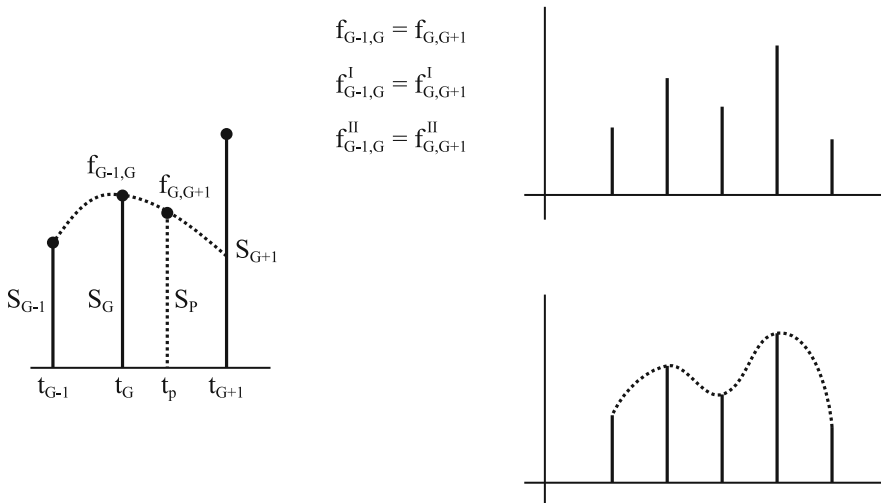 f_{G-1,G} = f_{G,G+1}
f^{I}_{G-1,G} = f^{I}_{G,G+1}
f^{II}_{G-1,G} = f^{II}_{G,G+1}
f_{G-1,G}
f_{G,G+1}
S_{G+1}
S_{G-1} S_G S_P
t_{G-1} t_G t_p t_{G+1}